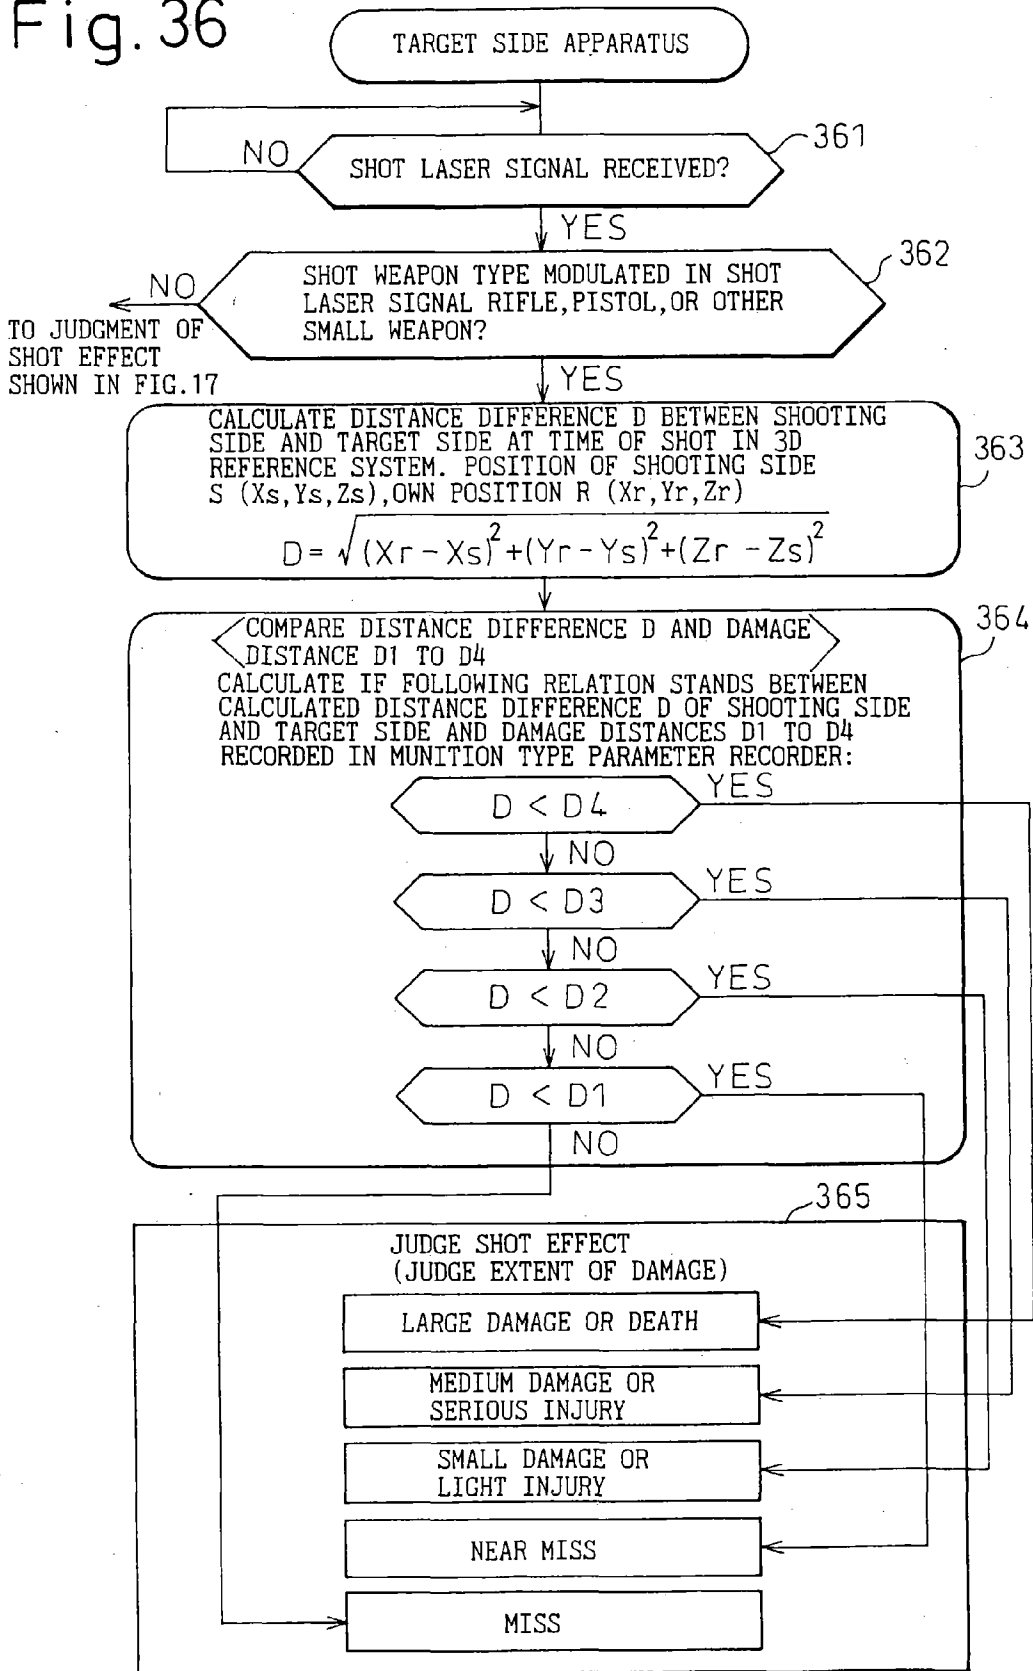 Fig. 36
TARGET SIDE APPARATUS
361
NO
SHOT LASER SIGNAL RECEIVED?
YES
362
NO
SHOT WEAPON TYPE MODULATED IN SHOT
LASER SIGNAL RIFLE,PISTOL,OR OTHER
SMALL WEAPON?
TO JUDGMENT OF
SHOT EFFECT
SHOWN IN FIG.17
YES
363
CALCULATE DISTANCE DIFFERENCE D BETWEEN SHOOTING
SIDE AND TARGET SIDE AT TIME OF SHOT IN 3D
REFERENCE SYSTEM. POSITION OF SHOOTING SIDE
S (Xs,Ys,Zs),OWN POSITION R (Xr,Yr,Zr)
D = √(Xr - Xs)² + (Yr - Ys)² + (Zr - Zs)²
364
COMPARE DISTANCE DIFFERENCE D AND DAMAGE
DISTANCE D1 TO D4
CALCULATE IF FOLLOWING RELATION STANDS BETWEEN
CALCULATED DISTANCE DIFFERENCE D OF SHOOTING SIDE
AND TARGET SIDE AND DAMAGE DISTANCES D1 TO D4
RECORDED IN MUNITION TYPE PARAMETER RECORDER:
D < D4
YES
NO
D < D3
YES
NO
D < D2
YES
NO
D < D1
YES
NO
365
JUDGE SHOT EFFECT
(JUDGE EXTENT OF DAMAGE)
LARGE DAMAGE OR DEATH
MEDIUM DAMAGE OR
SERIOUS INJURY
SMALL DAMAGE OR
LIGHT INJURY
NEAR MISS
MISS